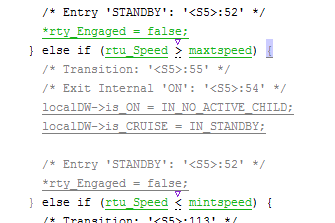 /* Entry 'STANDBY': '<S5>:52' */
*rty_Engaged = false;
} else if (rtu_Speed > maxtspeed) {
/* Transition: '<S5>:55' */
/* Exit Internal 'ON': '<S5>:54' */
localDW->is_ON = IN_NO_ACTIVE_CHILD;
localDW->is_CRUISE = IN_STANDBY;
/* Entry 'STANDBY': '<S5>:52' */
*rty_Engaged = false;
} else if (rtu_Speed < mintspeed) {
/* Transition: '<S5>:113' */